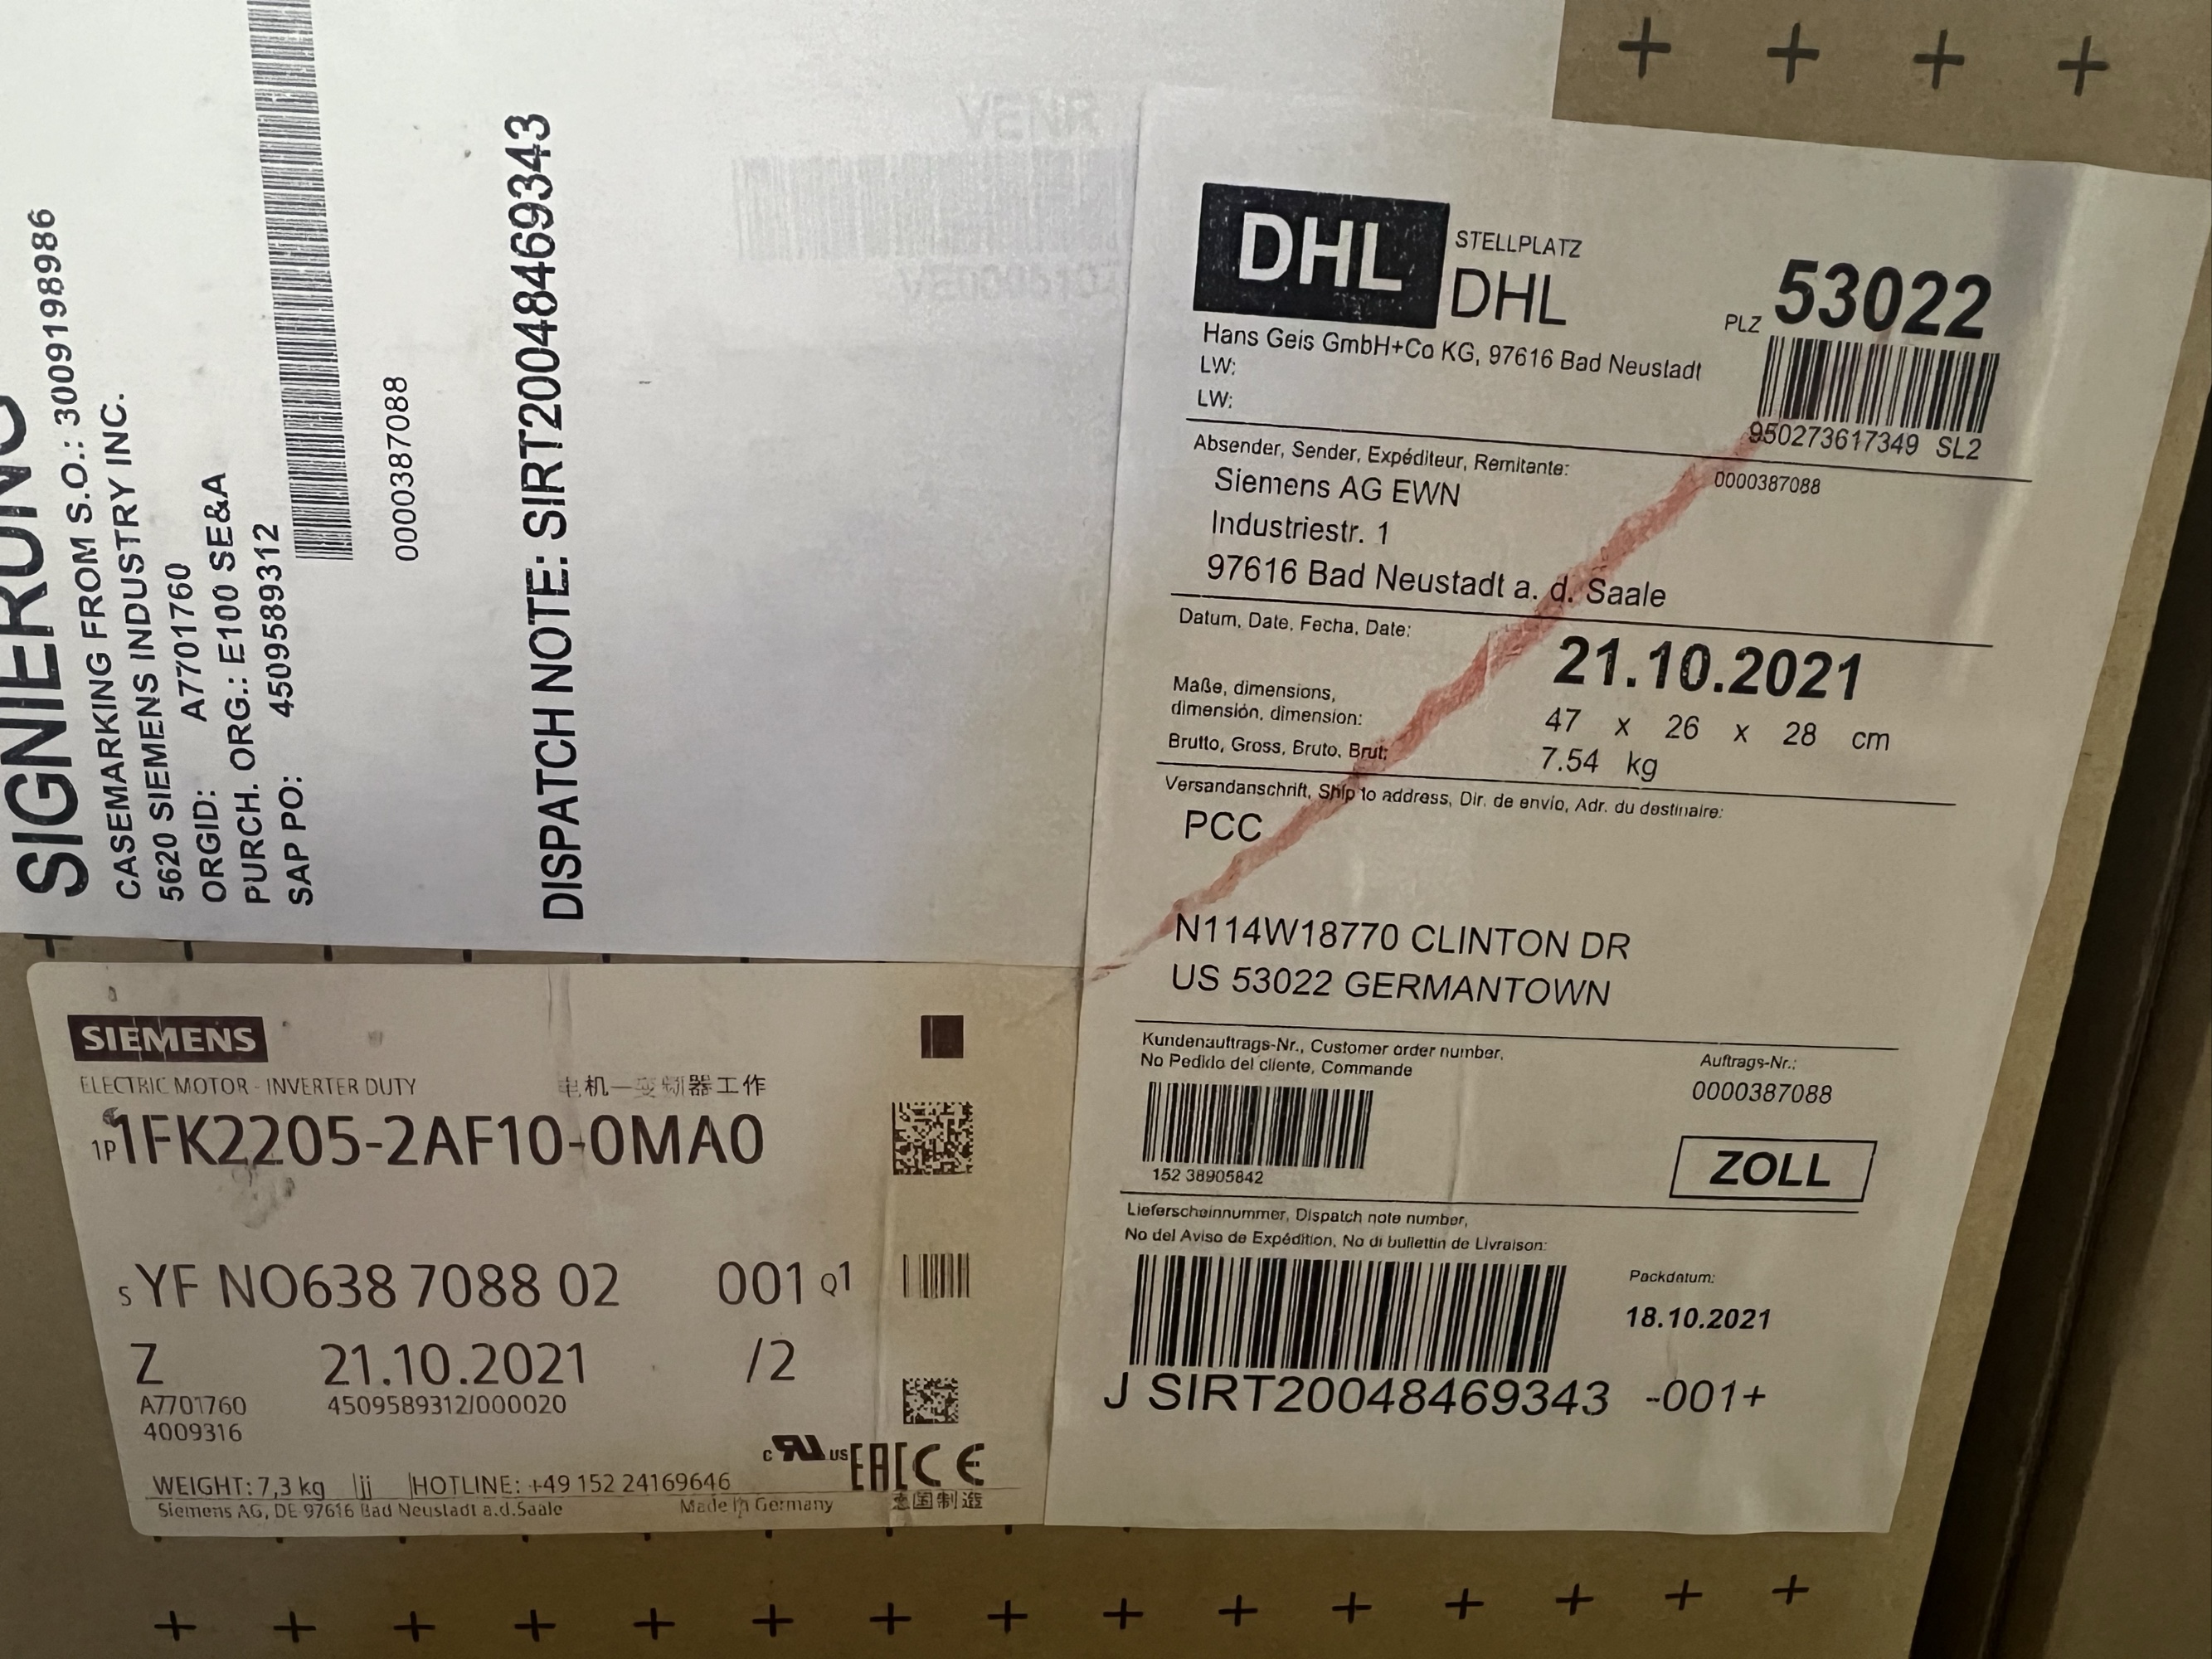 SIGNIERUNG
CASEMARKING FROM S.O.: 3009198986
5620 SIEMENS INDUSTRY INC.
ORGID: A7701760
PURCH. ORG.: E100 SE&A
SAP PO: 4509589312
0000387088
DISPATCH NOTE: SIRT20048469343
VENR
DHL
STELLPLATZ
DHL
PLZ 53022
Hans Geis GmbH+Co KG, 97616 Bad Neustadt
LW:
LW:
950273617349 SL2
Absender, Sender, Expéditeur, Remitente:
0000387088
Siemens AG EWN
Industriestr. 1
97616 Bad Neustadt a. d. Saale
Datum, Date, Fecha, Date:
21.10.2021
Maße, dimensions,
dimensión, dimension:
47 x 26 x 28 cm
Brutto, Gross, Bruto, Brut:
7.54 kg
Versandanschrift, Ship to address, Dir. de envio, Adr. du destinaire:
PCC
N114W18770 CLINTON DR
US 53022 GERMANTOWN
Kundenauftrags-Nr., Customer order number,
No Pedido del cliente, Commande
Auftrags-Nr.:
0000387088
152 38905842
ZOLL
Lieferscheinnummer, Dispatch note number,
No del Aviso de Expédition, No di bullettin de Livraison:
Packdatum:
18.10.2021
J SIRT20048469343 -001+
SIEMENS
ELECTRIC MOTOR - INVERTER DUTY 电机—变频器工作
1P 1FK2205-2AF10-0MA0
S YF NO638 7088 02 001 Q1
Z 21.10.2021 /2
A7701760 4509589312/000020
4009316
c RU US EAC CE
WEIGHT: 7,3 kg jj HOTLINE: +49 152 24169646
Siemens AG, DE-97616 Bad Neustadt a.d.Saale Made in Germany 德国制造